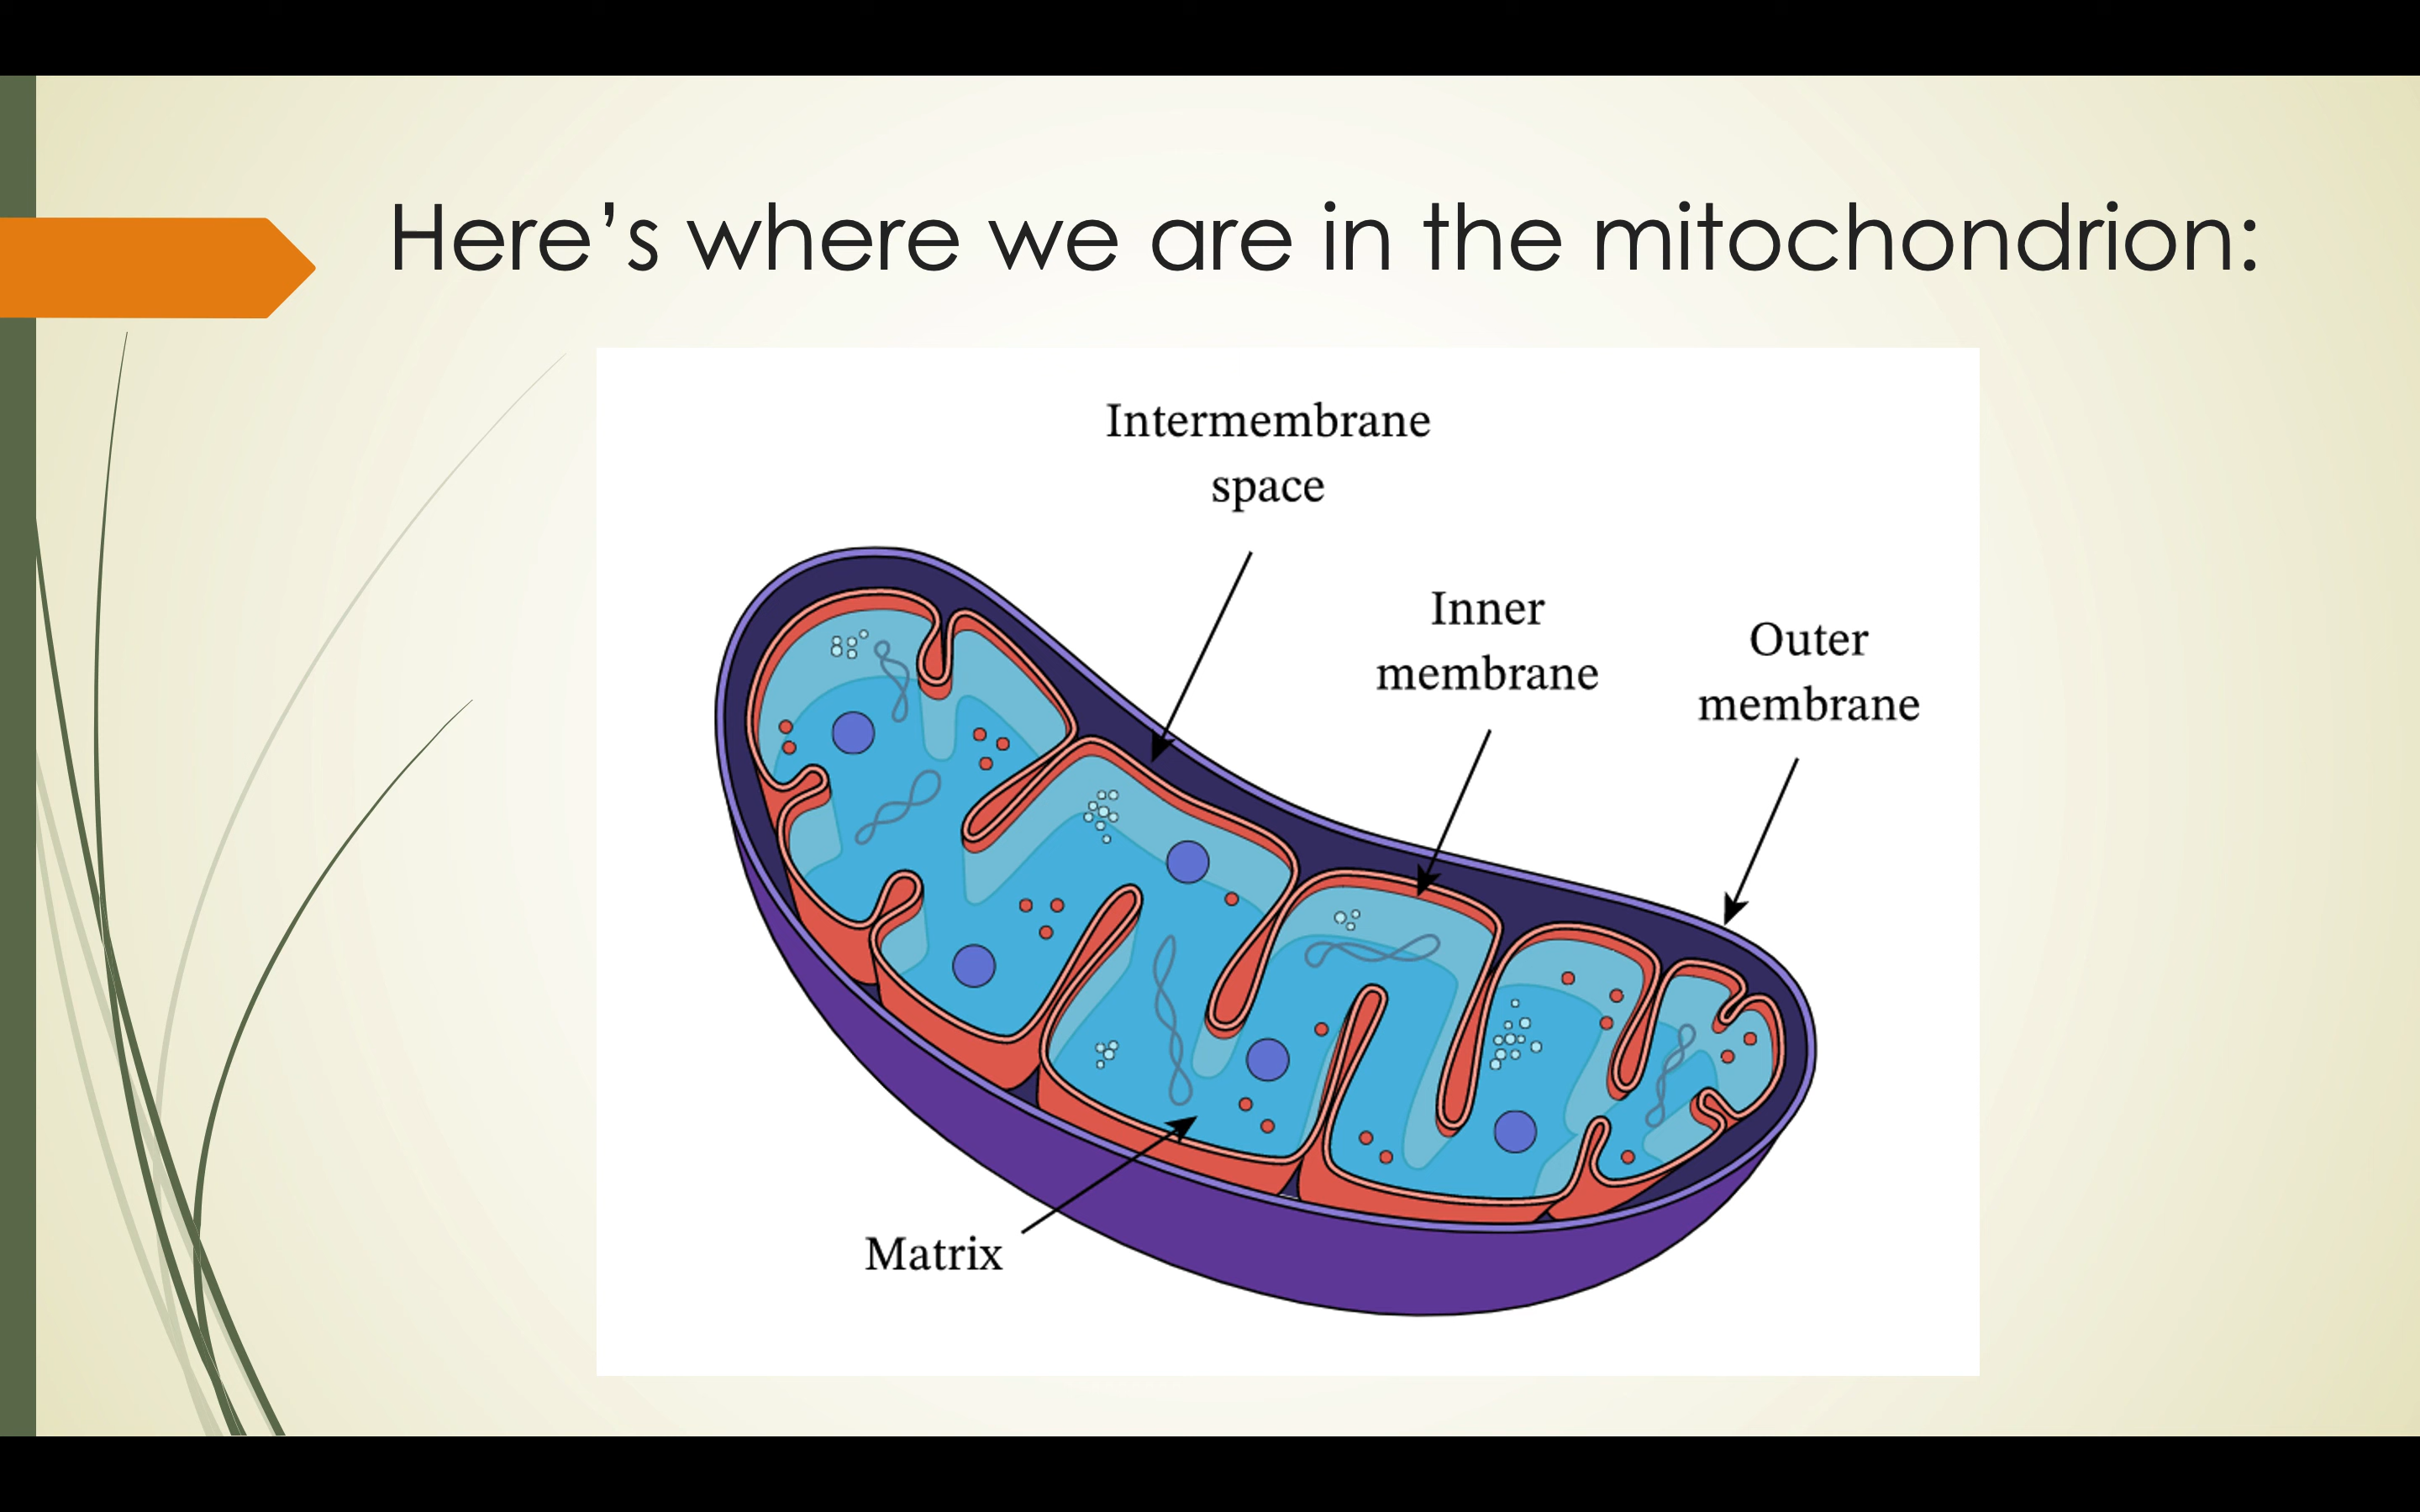 Here’s where we are in the mitochondrion:
Intermembrane
space
Inner
membrane
Outer
membrane
Matrix